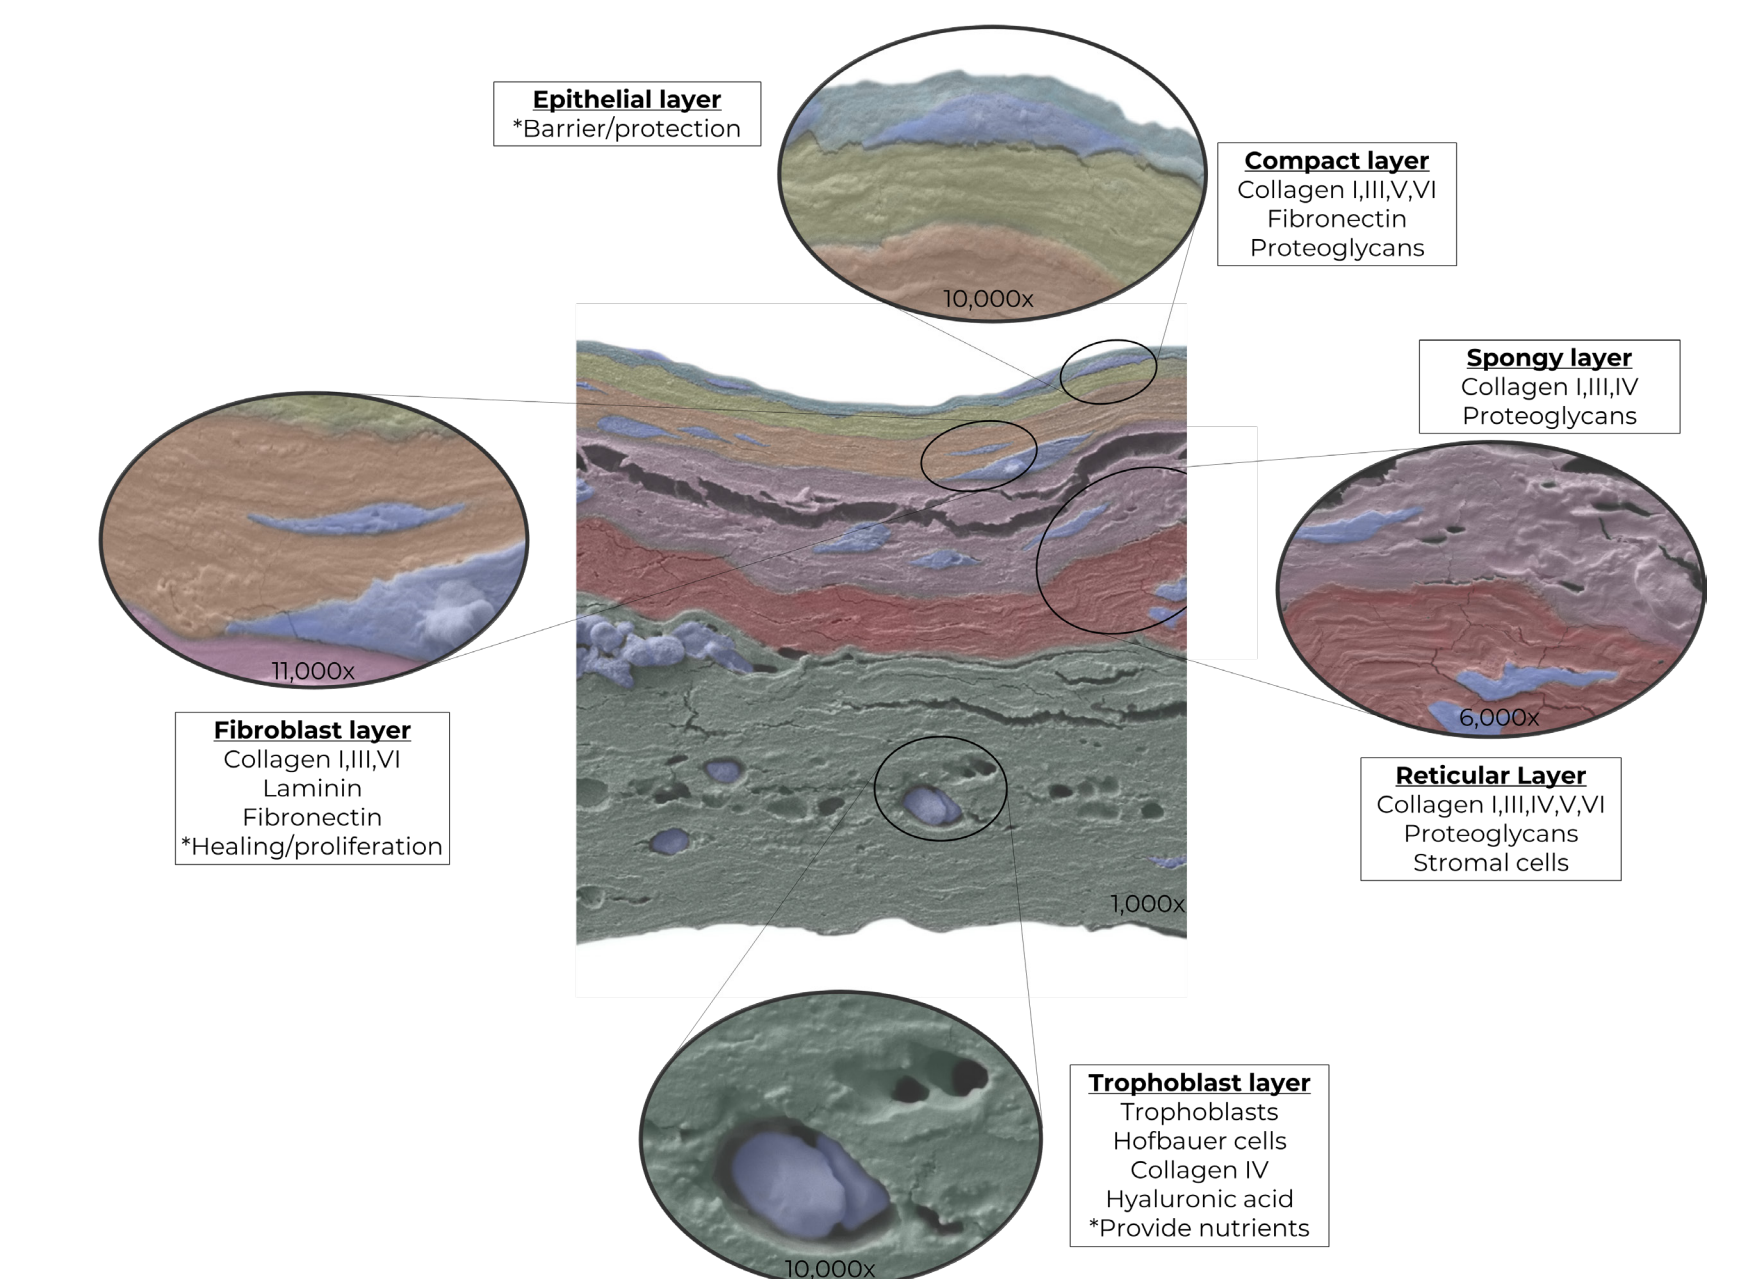 Epithelial layer
*Barrier/protection
10,000x
Compact layer
Collagen I,III,V,VI
Fibronectin
Proteoglycans
Spongy layer
Collagen I,III,IV
Proteoglycans
11,000x
Fibroblast layer
Collagen I,III,VI
Laminin
Fibronectin
*Healing/proliferation
6,000x
Reticular Layer
Collagen I,III,IV,V,VI
Proteoglycans
Stromal cells
1,000x
10,000x
Trophoblast layer
Trophoblasts
Hofbauer cells
Collagen IV
Hyaluronic acid
*Provide nutrients